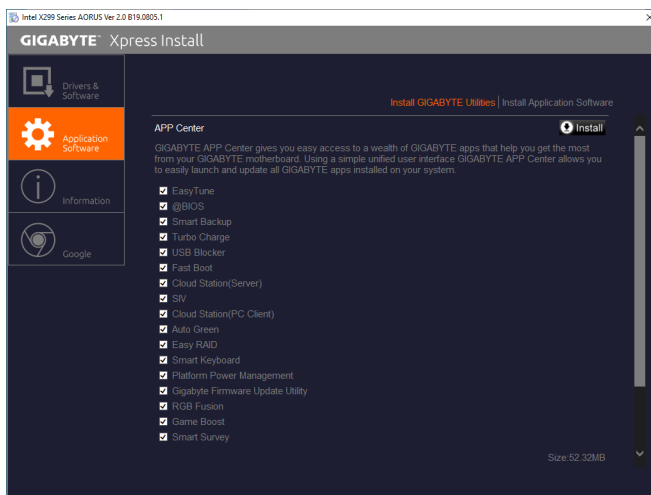 Intel X299 Series AORUS Ver 2.0 B19.0805.1
GIGABYTE™ Xpress Install
Drivers &
Software
Application
Software
Information
Google
Install GIGABYTE Utilities | Install Application Software
APP Center
Install
GIGABYTE APP Center gives you easy access to a wealth of GIGABYTE apps that help you get the most
from your GIGABYTE motherboard. Using a simple unified user interface GIGABYTE APP Center allows you
to easily launch and update all GIGABYTE apps installed on your system.
EasyTune
@BIOS
Smart Backup
Turbo Charge
USB Blocker
Fast Boot
Cloud Station(Server)
SIV
Cloud Station(PC Client)
Auto Green
Easy RAID
Smart Keyboard
Platform Power Management
Gigabyte Firmware Update Utility
RGB Fusion
Game Boost
Smart Survey
Size:52.32MB